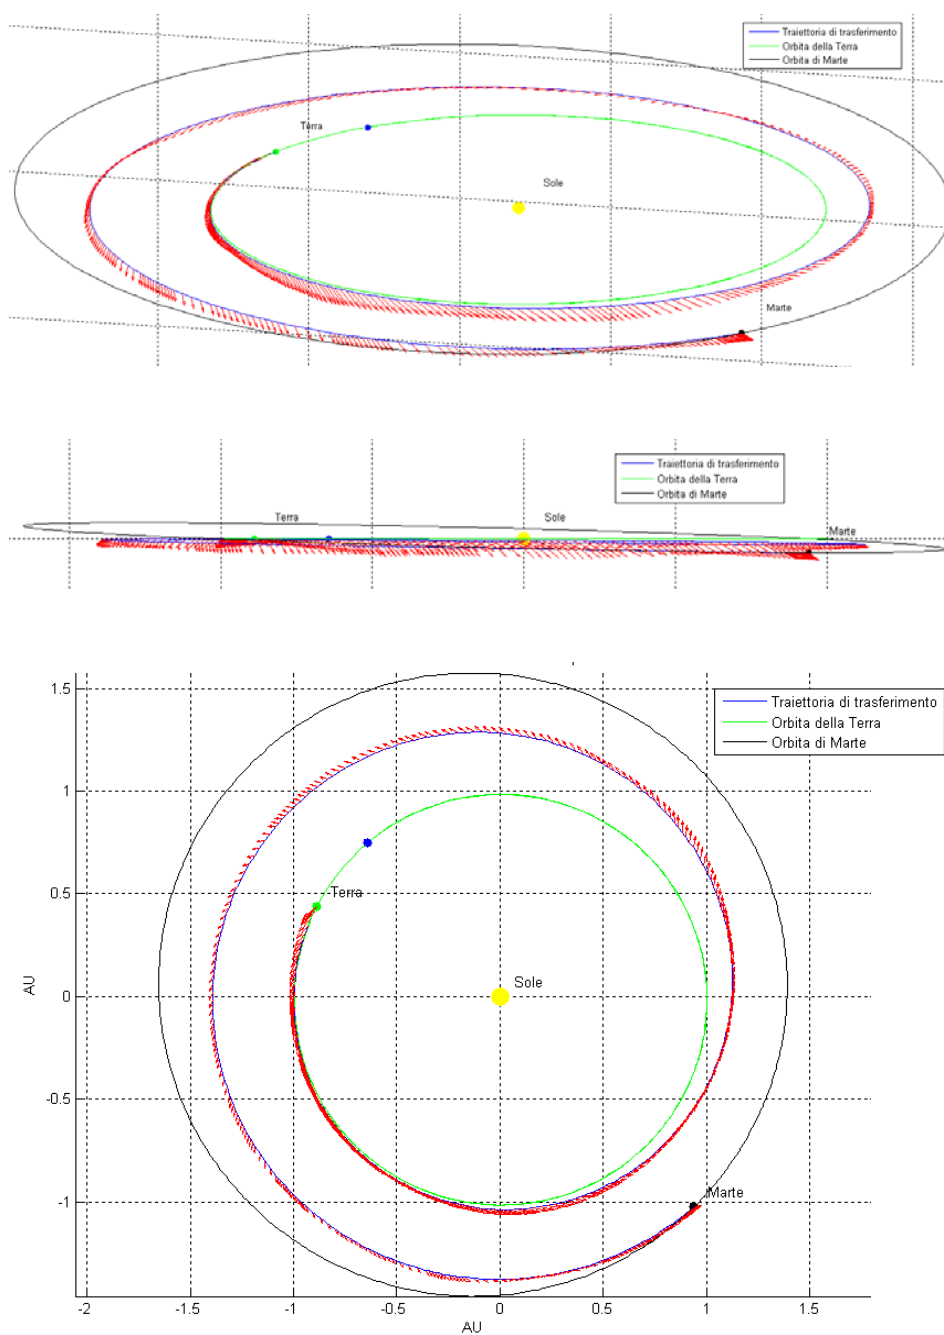 Traiettoria di trasferimento
Orbita della Terra
Orbita di Marte
Terra
Sole
Marte
Traiettoria di trasferimento
Orbita della Terra
Orbita di Marte
Terra
Sole
Marte
Traiettoria di trasferimento
Orbita della Terra
Orbita di Marte
1.5
1
0.5
0
-0.5
-1
AU
Terra
Sole
Marte
-2
-1.5
-1
-0.5
0
0.5
1
1.5
AU